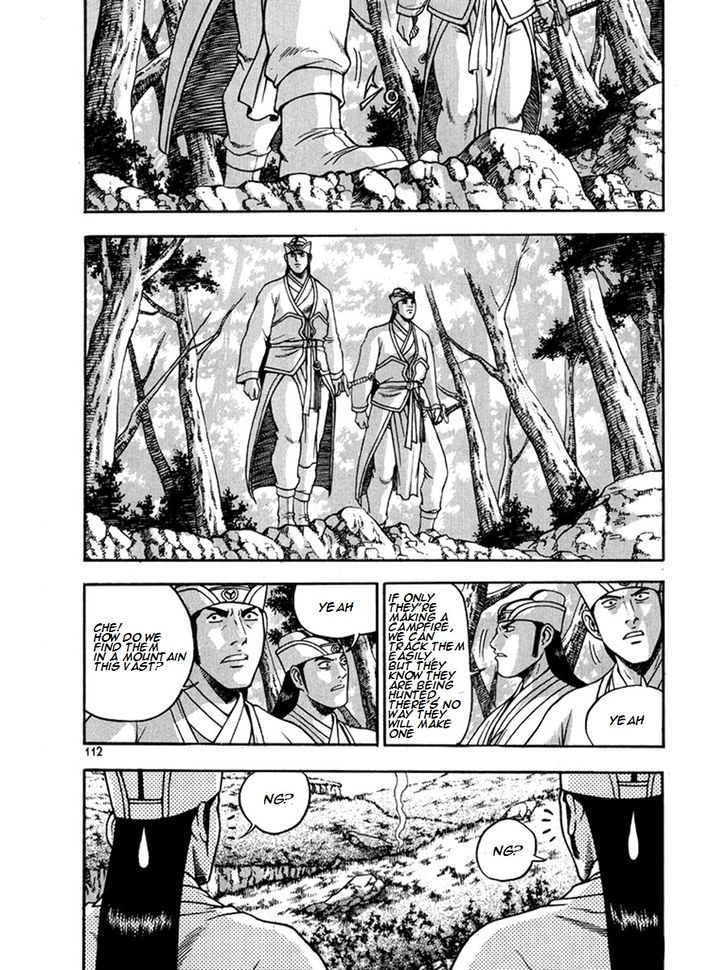 저벅
CHE!
HOW DO WE
FIND THEM
IN A MOUNTAIN
THIS VAST?
YEAH
IF ONLY
THEY'RE
MAKING A
CAMPFIRE,
WE CAN
TRACK THEM
EASILY
BUT THEY
KNOW THEY
ARE BEING
HUNTED,
THERE'S NO
WAY THEY
WILL MAKE
ONE
YEAH
112
NG?
NG?